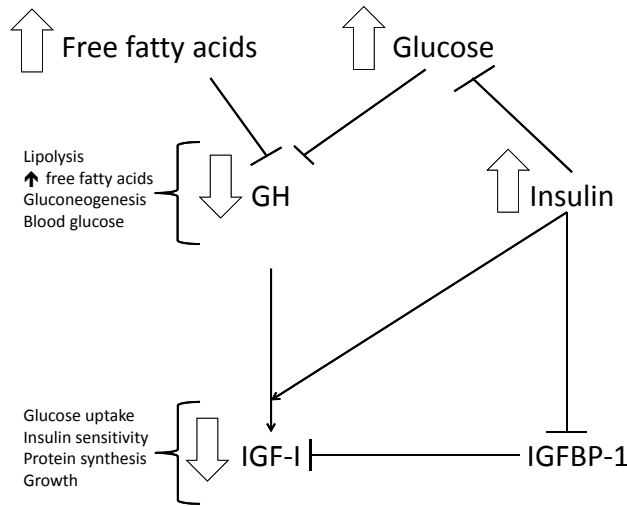 Free fatty acids
Glucose
Lipolysis
↑ free fatty acids
Gluconeogenesis
Blood glucose
GH
Insulin
Glucose uptake
Insulin sensitivity
Protein synthesis
Growth
IGF-I
IGFBP-1